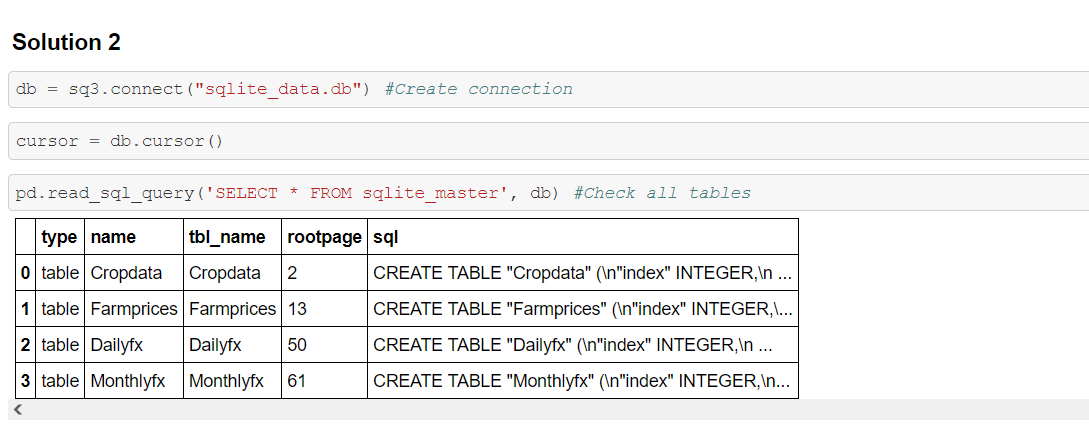 Solution 2
db = sq3.connect("sqlite_data.db") #Create connection
cursor = db.cursor()
pd.read_sql_query('SELECT * FROM sqlite_master', db) #Check all tables
type name tbl_name rootpage sql
0 table Cropdata Cropdata 2 CREATE TABLE "Cropdata" (\n"index" INTEGER,\n ...
1 table Farmprices Farmprices 13 CREATE TABLE "Farmprices" (\n"index" INTEGER,\...
2 table Dailyfx Dailyfx 50 CREATE TABLE "Dailyfx" (\n"index" INTEGER,\n ...
3 table Monthlyfx Monthlyfx 61 CREATE TABLE "Monthlyfx" (\n"index" INTEGER,\n...